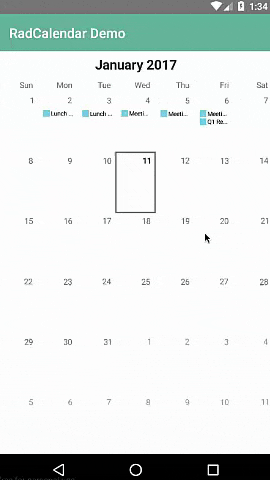 1:34
RadCalendar Demo
January 2017
Sun Mon Tue Wed Thu Fri Sat
1 2 3 4 5 6 7
Lunch ... Lunch ... Meeti... Meeti... Meeti...
Q1 Re...
8 9 10 11 12 13 14
15 16 17 18 19 20 21
22 23 24 25 26 27 28
29 30 31 1 2 3 4
5 6 7 8 9 10 11